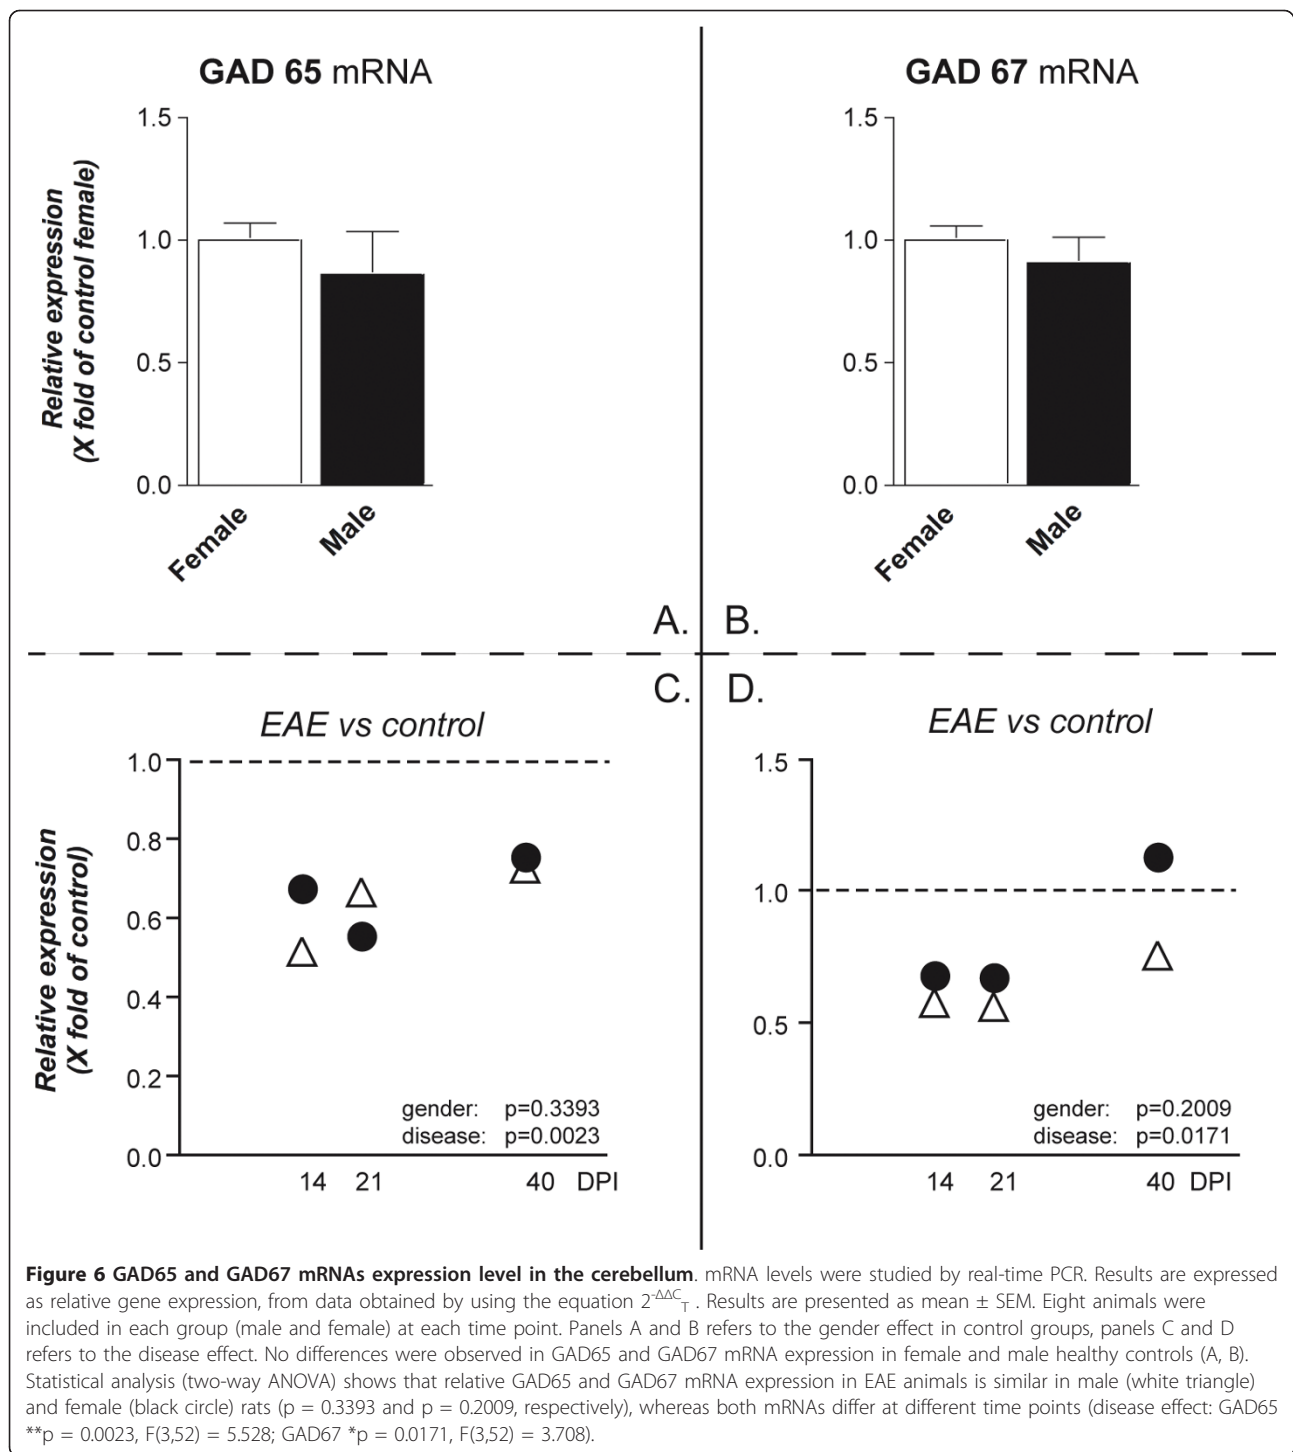 GAD 65 mRNA
1.5
1.0
0.5
0.0
Relative expression
(X fold of control female)
Female
Male
A.
GAD 67 mRNA
1.5
1.0
0.5
0.0
Female
Male
B.
C.
EAE vs control
1.0
0.8
0.6
0.4
0.2
0.0
Relative expression
(X fold of control)
gender: p=0.3393
disease: p=0.0023
14 21 40 DPI
D.
EAE vs control
1.5
1.0
0.5
0.0
gender: p=0.2009
disease: p=0.0171
14 21 40 DPI
Figure 6 GAD65 and GAD67 mRNAs expression level in the cerebellum. mRNA levels were studied by real-time PCR. Results are expressed
as relative gene expression, from data obtained by using the equation 2^-ΔΔC_T . Results are presented as mean ± SEM. Eight animals were
included in each group (male and female) at each time point. Panels A and B refers to the gender effect in control groups, panels C and D
refers to the disease effect. No differences were observed in GAD65 and GAD67 mRNA expression in female and male healthy controls (A, B).
Statistical analysis (two-way ANOVA) shows that relative GAD65 and GAD67 mRNA expression in EAE animals is similar in male (white triangle)
and female (black circle) rats (p = 0.3393 and p = 0.2009, respectively), whereas both mRNAs differ at different time points (disease effect: GAD65
**p = 0.0023, F(3,52) = 5.528; GAD67 *p = 0.0171, F(3,52) = 3.708).